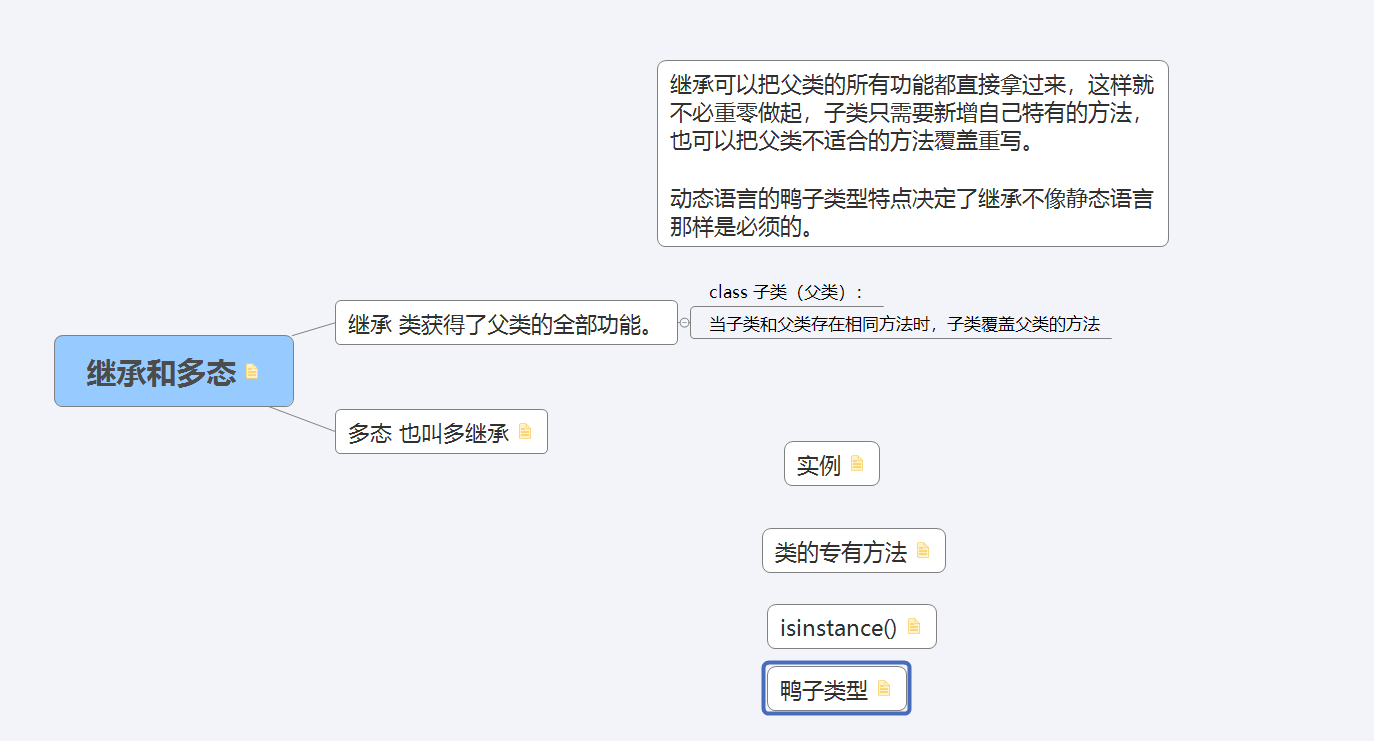 继承可以把父类的所有功能都直接拿过来，这样就
不必重零做起，子类只需要新增自己特有的方法，
也可以把父类不适合的方法覆盖重写。
动态语言的鸭子类型特点决定了继承不像静态语言
那样是必须的。
class 子类（父类）：
继承 类获得了父类的全部功能。
当子类和父类存在相同方法时，子类覆盖父类的方法
继承和多态
多态 也叫多继承
实例
类的专有方法
isinstance()
鸭子类型